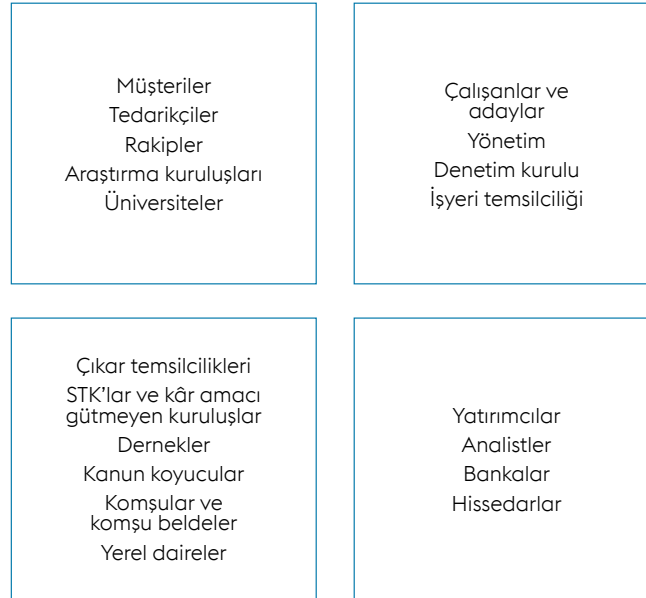 Müşteriler
Tedarikçiler
Rakipler
Araştırma kuruluşları
Üniversiteler
Çalışanlar ve
adaylar
Yönetim
Denetim kurulu
İşyeri temsilciliği
Çıkar temsilcilikleri
STK’lar ve kâr amacı
gütmeyen kuruluşlar
Dernekler
Kanun koyucular
Komşular ve
komşu beldeler
Yerel daireler
Yatırımcılar
Analistler
Bankalar
Hissedarlar